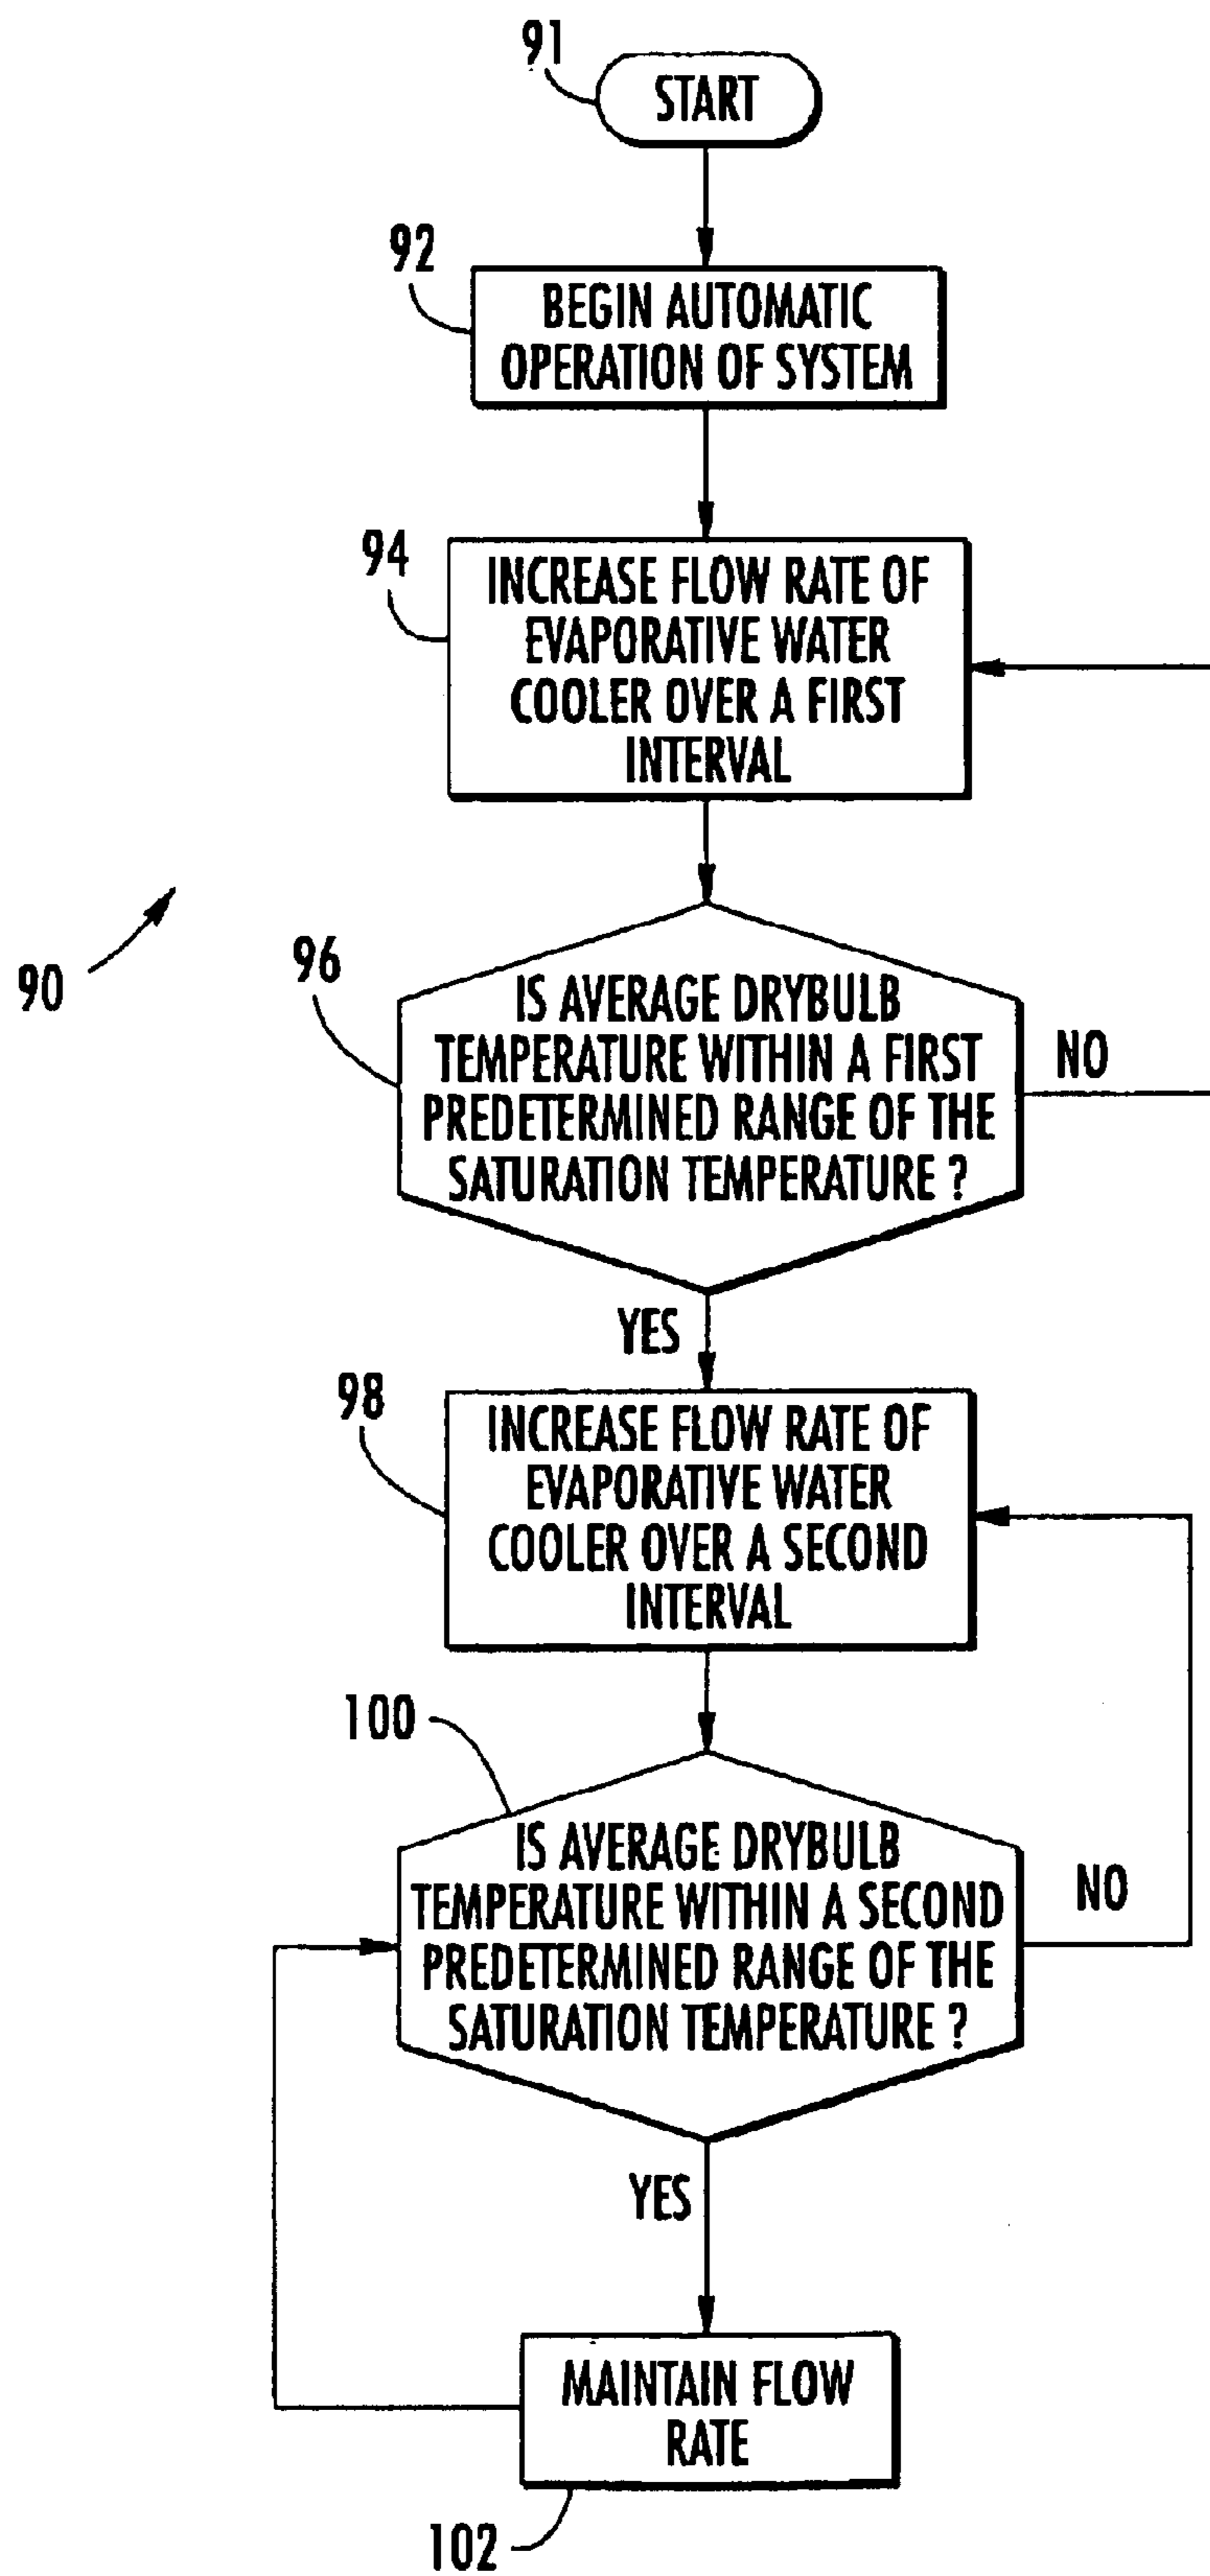 91
START
92
BEGIN AUTOMATIC
OPERATION OF SYSTEM
94
INCREASE FLOW RATE OF
EVAPORATIVE WATER
COOLER OVER A FIRST
INTERVAL
90
96
IS AVERAGE DRYBULB
TEMPERATURE WITHIN A FIRST
PREDETERMINED RANGE OF THE
SATURATION TEMPERATURE ?
NO
YES
98
INCREASE FLOW RATE OF
EVAPORATIVE WATER
COOLER OVER A SECOND
INTERVAL
100
IS AVERAGE DRYBULB
TEMPERATURE WITHIN A SECOND
PREDETERMINED RANGE OF THE
SATURATION TEMPERATURE ?
NO
YES
MAINTAIN FLOW
RATE
102